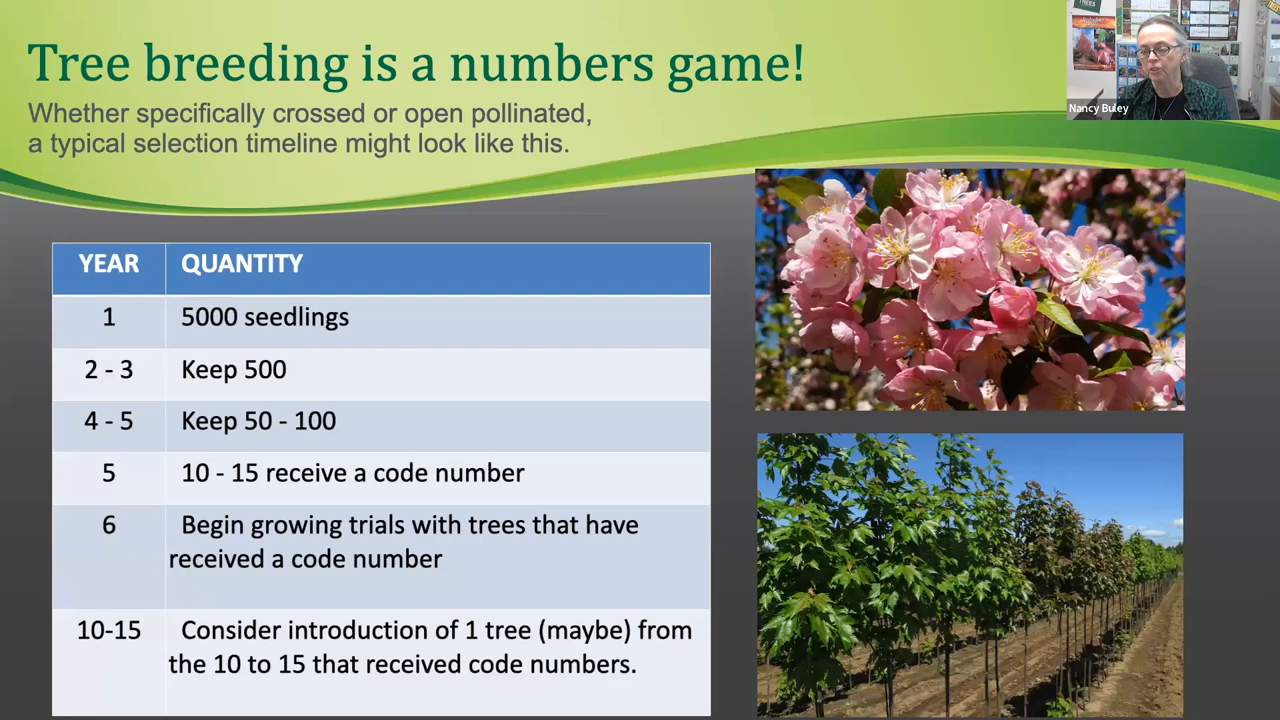 Tree breeding is a numbers game!
Whether specifically crossed or open pollinated,
a typical selection timeline might look like this.
TREES
Nancy Buley
YEAR QUANTITY
1 5000 seedlings
2 - 3 Keep 500
4 - 5 Keep 50 - 100
5 10 - 15 receive a code number
6 Begin growing trials with trees that have
received a code number
10-15 Consider introduction of 1 tree (maybe) from
the 10 to 15 that received code numbers.